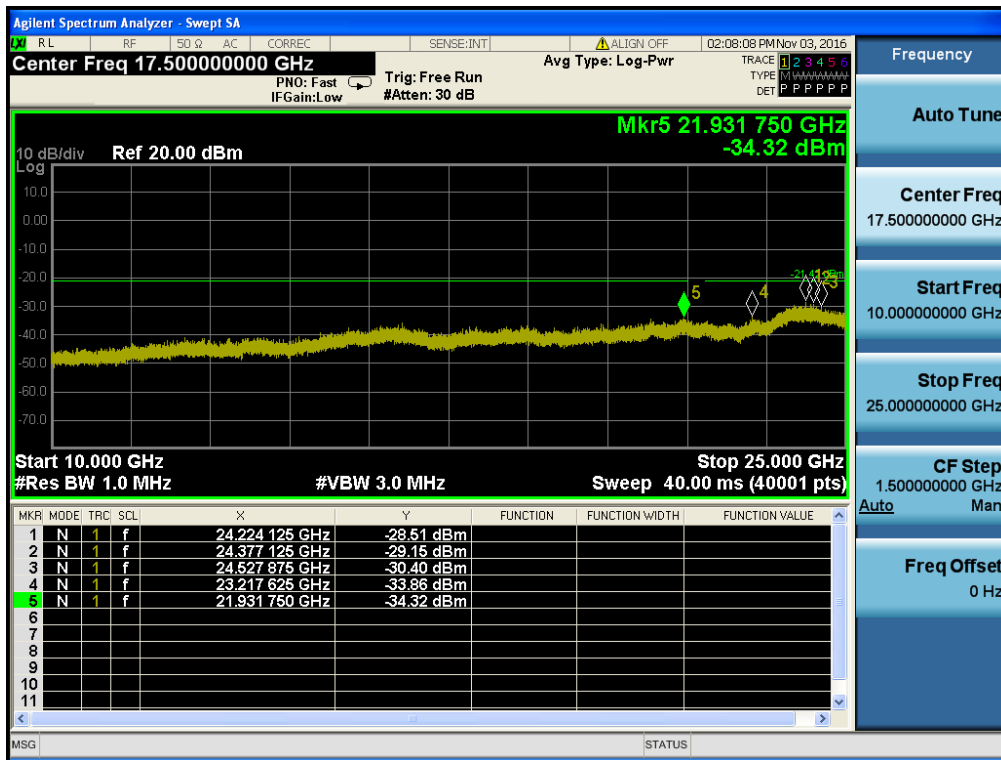 Agilent Spectrum Analyzer - Swept SA
LXI RL RF 50 Ω AC CORREC SENSE:INT ALIGN OFF 02:08:08 PM Nov 03, 2016
Center Freq 17.500000000 GHz
Avg Type: Log-Pwr
TRACE 1 2 3 4 5 6
PNO: Fast
Trig: Free Run
TYPE M WWWWW
IFGain:Low
#Atten: 30 dB
DET P P P P P P
Mkr5 21.931 750 GHz
10 dB/div Ref 20.00 dBm -34.32 dBm
Log
10.0
0.00
-10.0
-20.0
-30.0
-40.0
-50.0
-60.0
-70.0
5
4
3
Start 10.000 GHz Stop 25.000 GHz
#Res BW 1.0 MHz #VBW 3.0 MHz Sweep 40.00 ms (40001 pts)
MKR MODE TRC SCL X Y FUNCTION FUNCTION WIDTH FUNCTION VALUE
1 N 1 f 24.224 125 GHz -28.51 dBm
2 N 1 f 24.377 125 GHz -29.15 dBm
3 N 1 f 24.527 875 GHz -30.40 dBm
4 N 1 f 23.217 625 GHz -33.86 dBm
5 N 1 f 21.931 750 GHz -34.32 dBm
6
7
8
9
10
11
MSG STATUS
Frequency
Auto Tune
Center Freq
17.500000000 GHz
Start Freq
10.000000000 GHz
Stop Freq
25.000000000 GHz
CF Step
1.500000000 GHz
Auto Man
Freq Offset
0 Hz